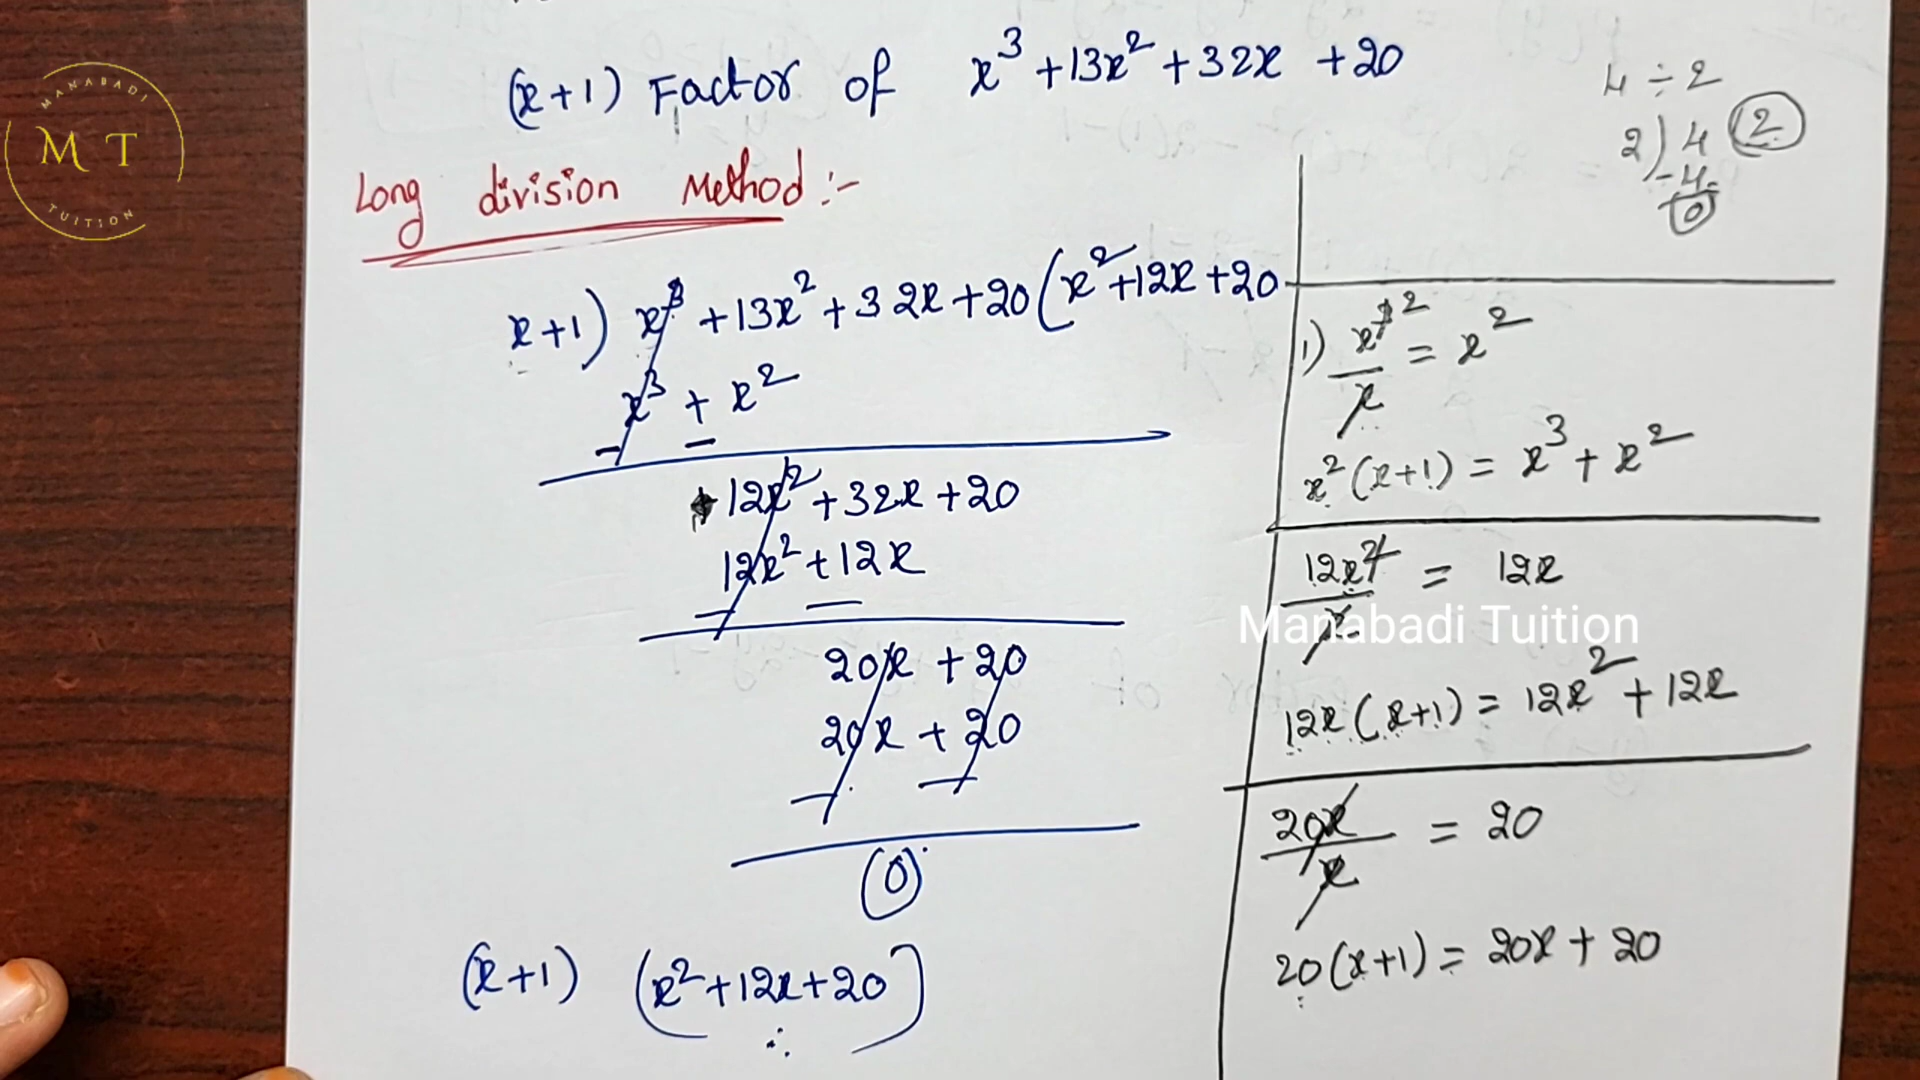 (x+1) Factor of x³ + 13x² + 32x + 20
4 ÷ 2
2 ) 4 ( 2
- 4
0
MANABADI
M T
TUITION
Long division Method :-
x+1 ) x³ + 13x² + 32x + 20 ( x² + 12x + 20
x³ + x²
- -
+ 12x² + 32x + 20
12x² + 12x
- -
20x + 20
20x + 20
- -
(0)
(x+1) (x² + 12x + 20)
∴
1) x³/x = x²
2
x² (x+1) = x³ + x²
12x²/x = 12x
Manabadi Tuition
12x (x+1) = 12x² + 12x
20x/x = 20
20 (x+1) = 20x + 20